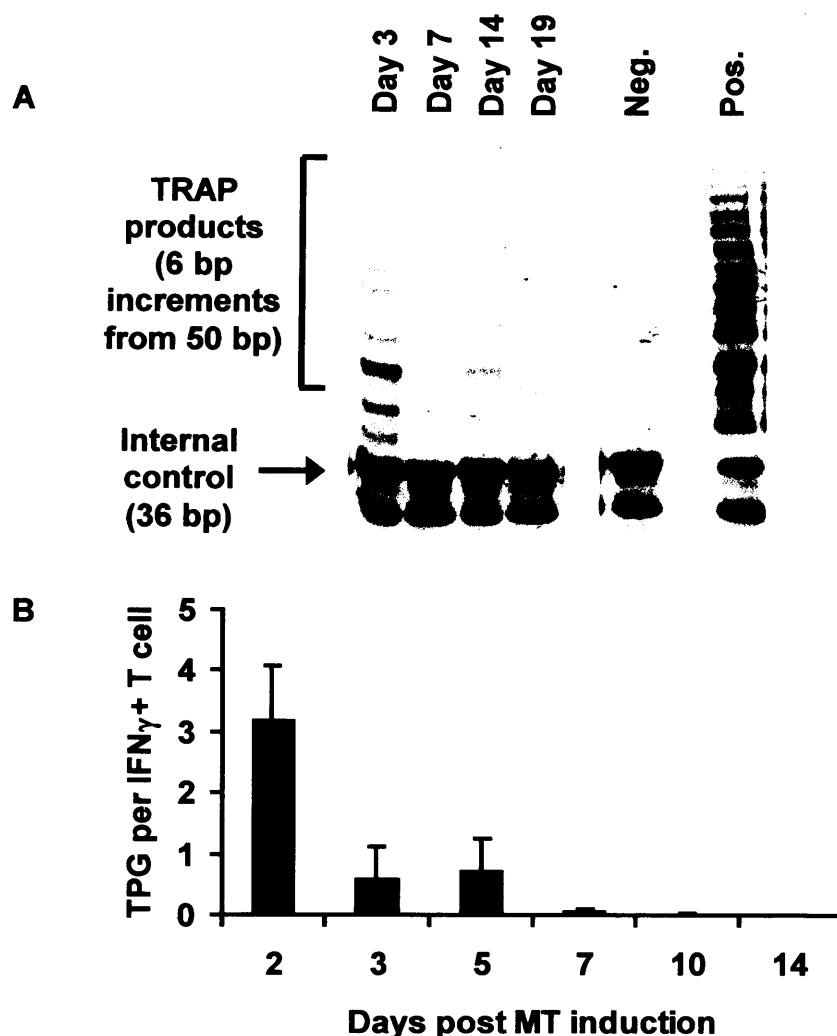 A
Day 3
Day 7
Day 14
Day 19
Neg.
Pos.
TRAP
products
(6 bp
increments
from 50 bp)
Internal
control
(36 bp)
B
TPG per IFNγ+ T cell
5
4
3
2
1
0
2 3 5 7 10 14
Days post MT induction